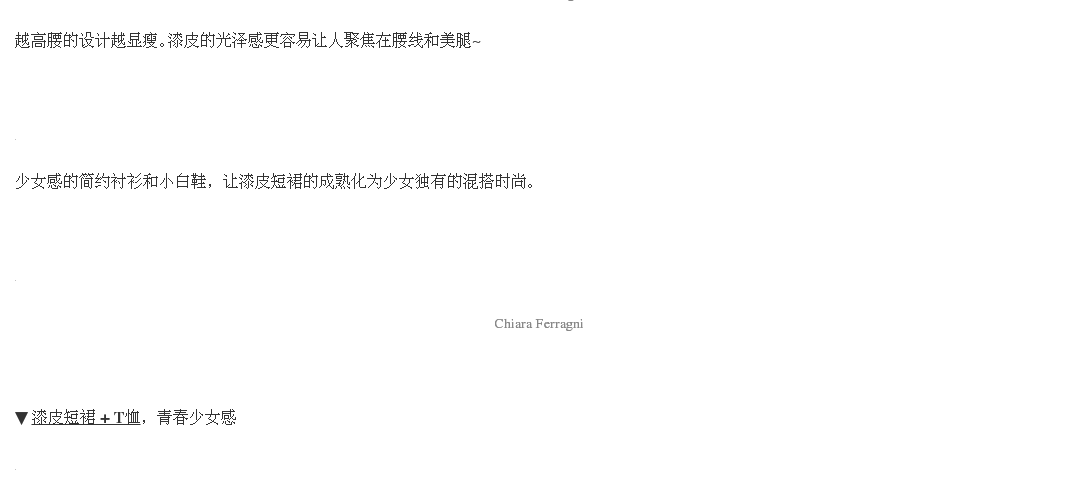 越高腰的设计越显瘦。漆皮的光泽感更容易让人聚焦在腰线和美腿~
少女感的简约衬衫和小白鞋，让漆皮短裙的成熟化为少女独有的混搭时尚。
Chiara Ferragni
▼ 漆皮短裙 + T恤，青春少女感